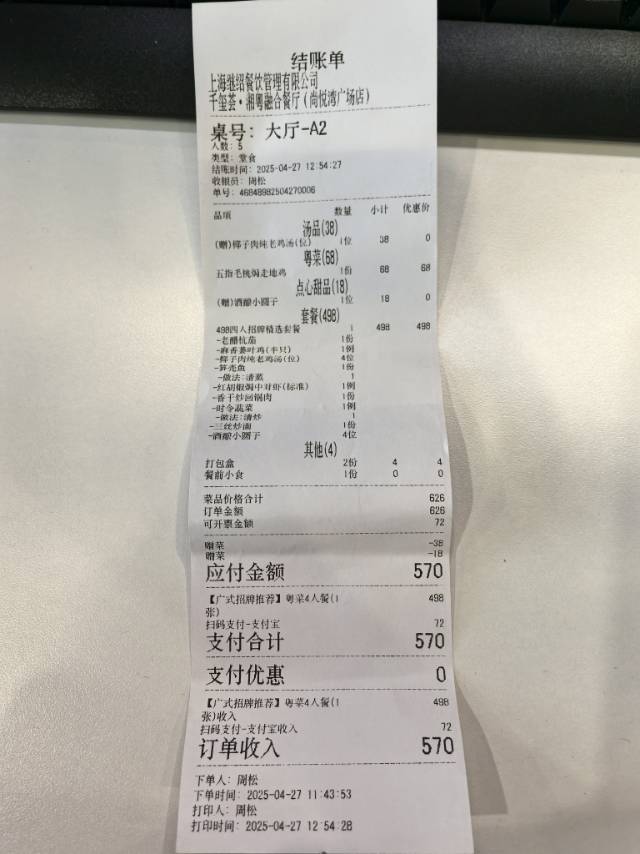 结账单
上海继绍餐饮管理有限公司
千玺荟·湘粤融合餐厅(尚悦湾广场店)
桌号: 大厅-A2
人数: 5
类型: 堂食
结账时间: 2025-04-27 12:54:27
收银员: 周松
单号: 46848982504270006
品项 数量 小计 优惠价
汤品(38)
(赠)椰子肉炖老鸡汤(位) 1位 38 0
粤菜(68)
五指毛桃焗走地鸡 1份 68 68
点心甜品(18)
(赠)酒酿小圆子 1位 18 0
套餐(498)
498四人招牌精选套餐 1 498 498
-老醋杭茄 1份
-麻香萋叶鸡(半只) 1例
-椰子肉炖老鸡汤(位) 4位
-笋壳鱼 1份
-做法:清蒸 1
-红胡椒焗中对虾(标准) 1例
-香干炒回锅肉 1份
-时令蔬菜 1例
-做法:清炒 1
-三丝炒面 1份
-酒酿小圆子 4位
其他(4)
打包盒 2份 4 4
餐前小食 1份 0 0
菜品价格合计 626
订单金额 626
可开票金额 72
赠菜 -38
赠菜 -18
应付金额 570
【广式招牌推荐】粤菜4人餐(1 498
张)
扫码支付-支付宝 72
支付合计 570
支付优惠 0
【广式招牌推荐】粤菜4人餐(1 498
张)收入
扫码支付-支付宝收入 72
订单收入 570
下单人: 周松
下单时间: 2025-04-27 11:43:53
打印人: 周松
打印时间: 2025-04-27 12:54:28